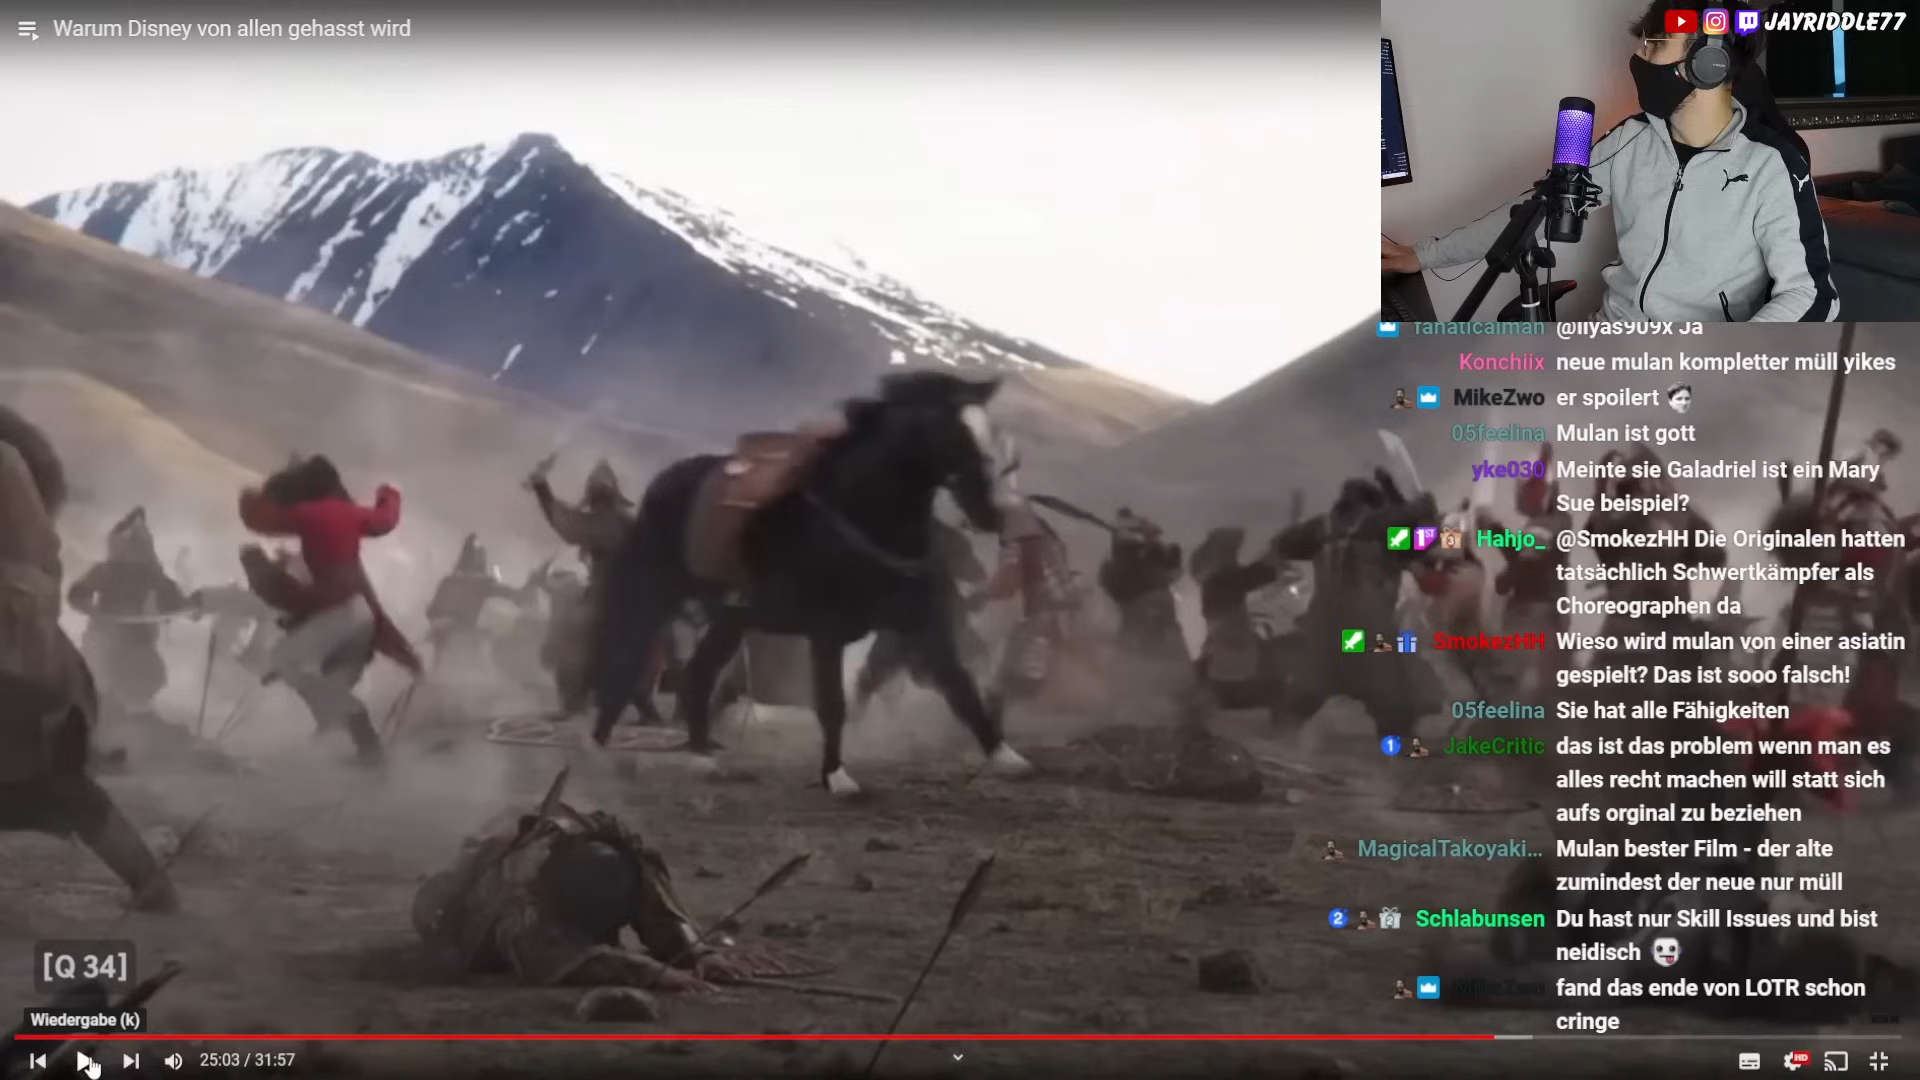 Warum Disney von allen gehasst wird
JAYRIDDLE77
fanaticalman @ilyas909x Ja
Konchiix neue mulan kompletter müll yikes
MikeZwo er spoilert
05feelina Mulan ist gott
yke030 Meinte sie Galadriel ist ein Mary
Sue beispiel?
Hahjo_ @SmokezHH Die Originalen hatten
tatsächlich Schwertkämpfer als
Choreographen da
SmokezHH Wieso wird mulan von einer asiatin
gespielt? Das ist sooo falsch!
05feelina Sie hat alle Fähigkeiten
JakeCritic das ist das problem wenn man es
alles recht machen will statt sich
aufs orginal zu beziehen
MagicalTakoyaki... Mulan bester Film - der alte
zumindest der neue nur müll
Schlabunsen Du hast nur Skill Issues und bist
neidisch
MikeZwo fand das ende von LOTR schon
cringe
[Q 34]
Wiedergabe (k)
25:03 / 31:57
HD